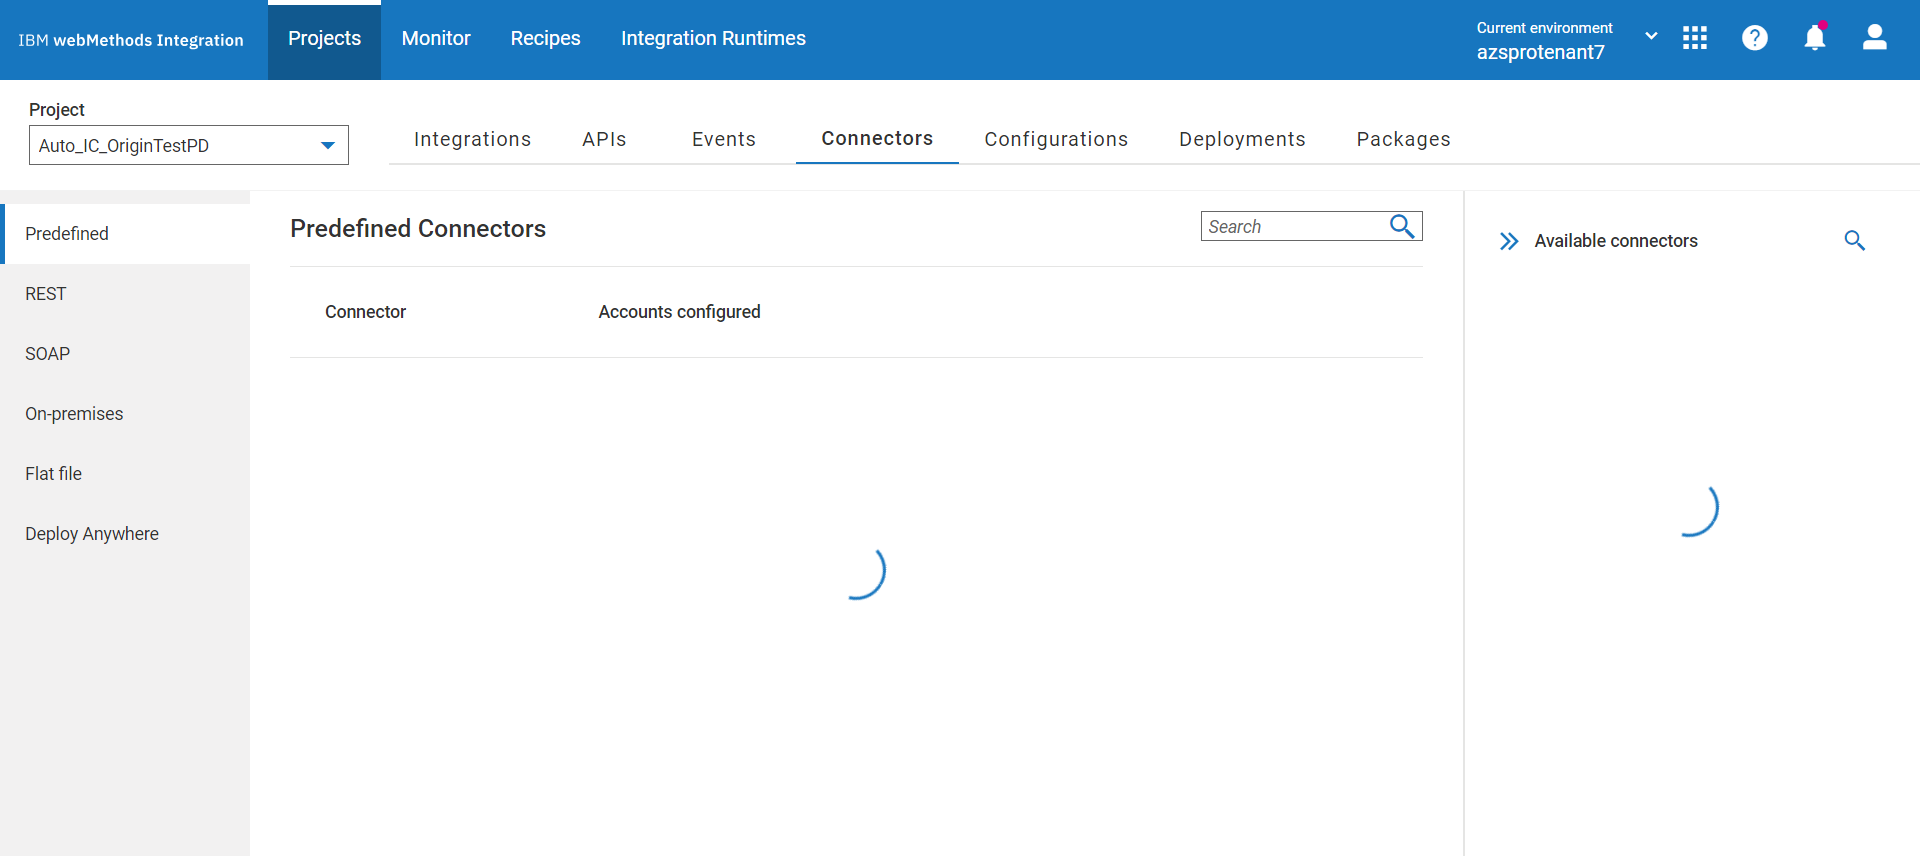 IBM webMethods Integration
Projects
Monitor
Recipes
Integration Runtimes
Current environment
azsprotenant7
Project
Auto_IC_OriginTestPD
Integrations
APIs
Events
Connectors
Configurations
Deployments
Packages
Predefined
REST
SOAP
On-premises
Flat file
Deploy Anywhere
Predefined Connectors
Search
Connector
Accounts configured
Available connectors